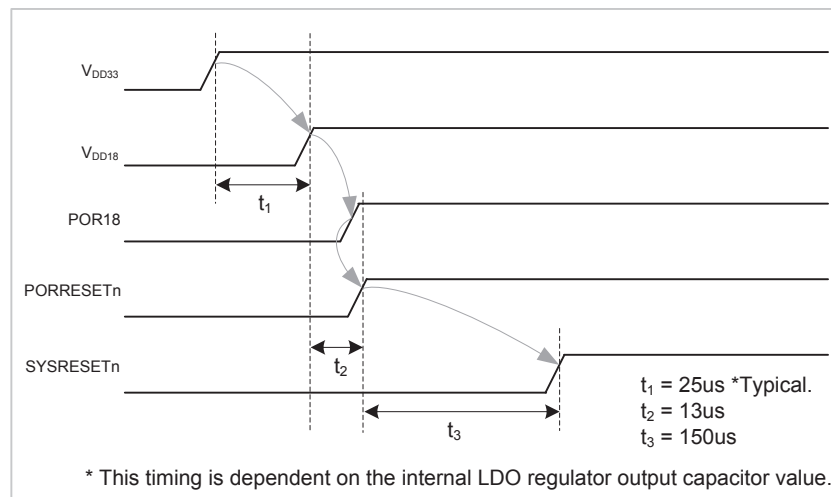 VDD33
VDD18
t1
POR18
PORRESETn
t2
SYSRESETn
t3
t1 = 25us *Typical.
t2 = 13us
t3 = 150us
* This timing is dependent on the internal LDO regulator output capacitor value.